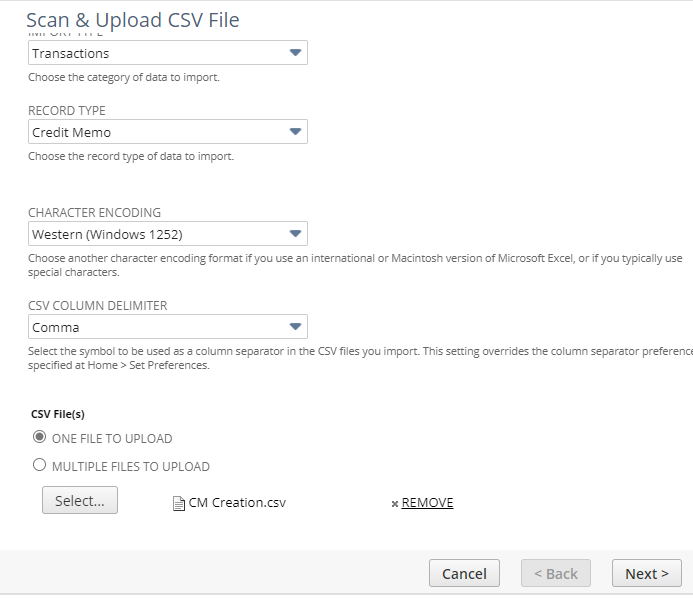 Scan & Upload CSV File
IMPORT TYPE
Transactions
Choose the category of data to import.
RECORD TYPE
Credit Memo
Choose the record type of data to import.
CHARACTER ENCODING
Western (Windows 1252)
Choose another character encoding format if you use an international or Macintosh version of Microsoft Excel, or if you typically use
special characters.
CSV COLUMN DELIMITER
Comma
Select the symbol to be used as a column separator in the CSV files you import. This setting overrides the column separator preference
specified at Home > Set Preferences.
CSV File(s)
ONE FILE TO UPLOAD
MULTIPLE FILES TO UPLOAD
Select... CM Creation.csv x REMOVE
Cancel < Back Next >